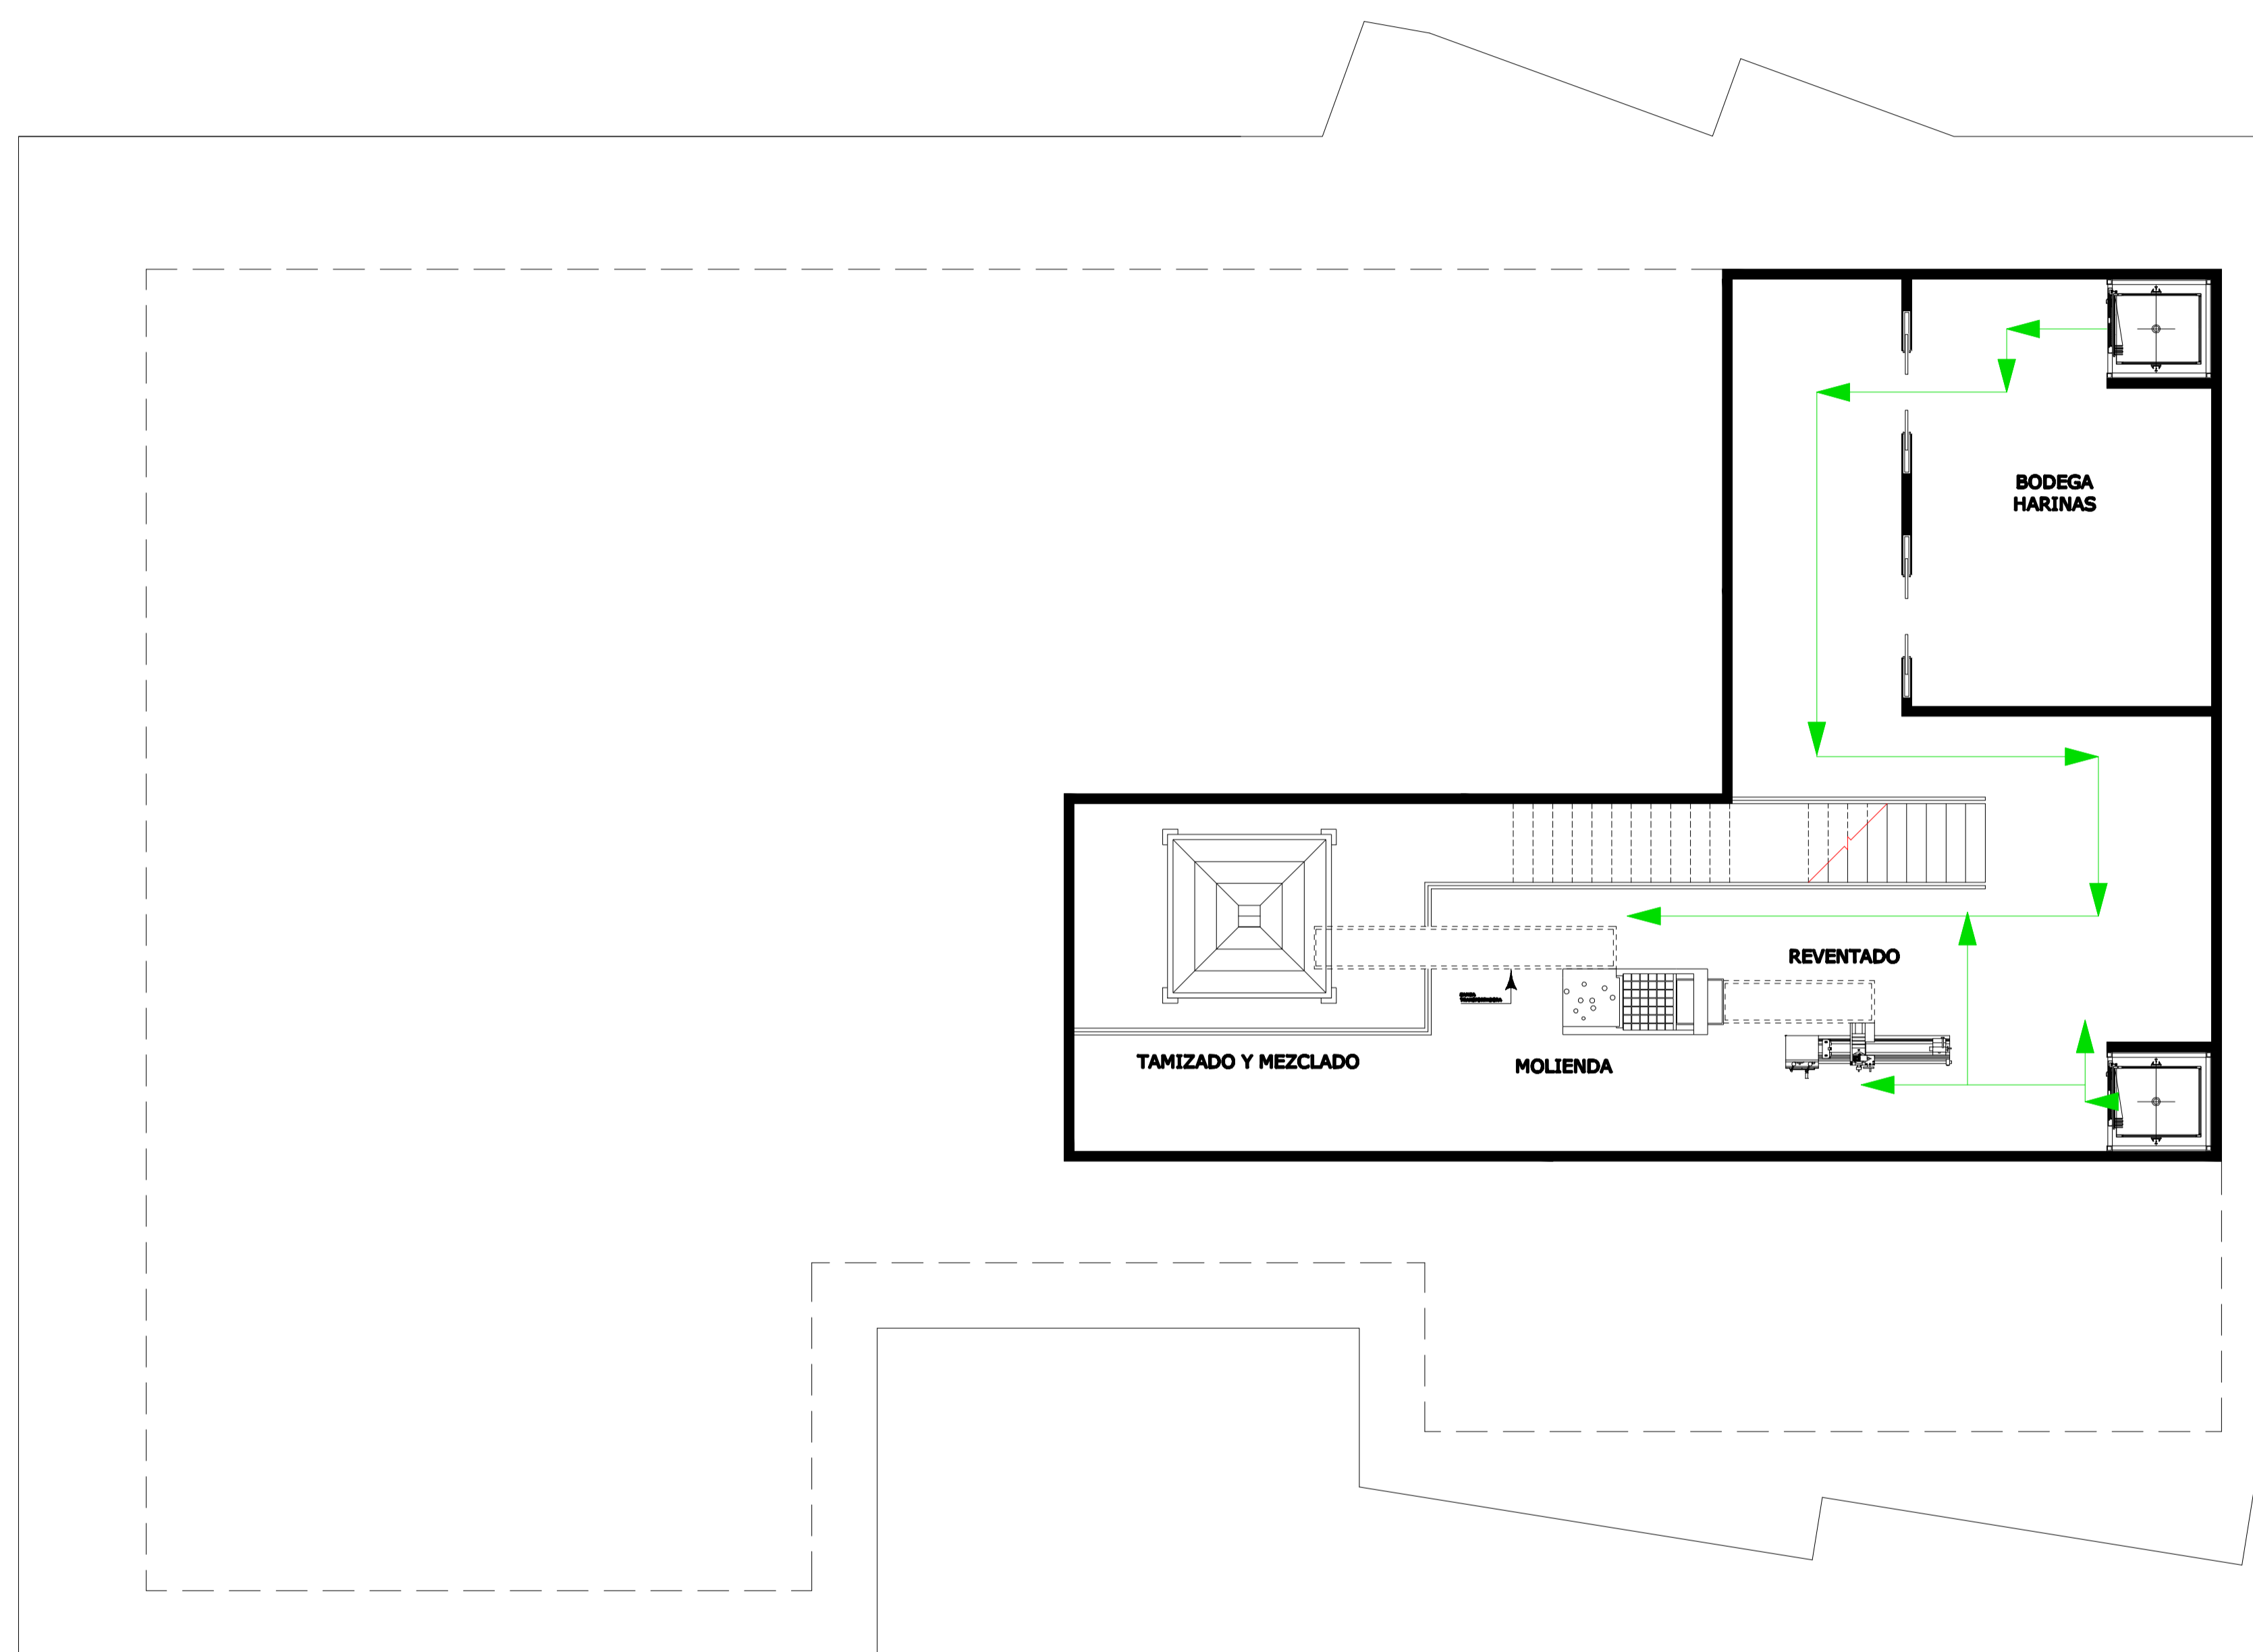 BODEGA
HARINAS
REVENTADO
TAMIZADO Y MEZCLADO
MOLIENDA